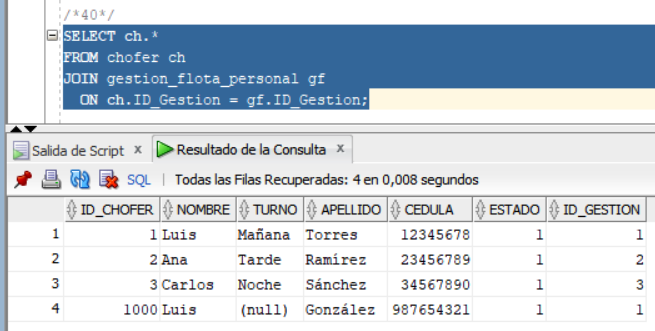 /*40*/
SELECT ch.*
FROM chofer ch
JOIN gestion_flota_personal gf
ON ch.ID_Gestion = gf.ID_Gestion;
Salida de Script x Resultado de la Consulta x
SQL | Todas las Filas Recuperadas: 4 en 0,008 segundos
ID_CHOFER NOMBRE TURNO APELLIDO CEDULA ESTADO ID_GESTION
1 1 Luis Mañana Torres 12345678 1 1
2 2 Ana Tarde Ramírez 23456789 1 2
3 3 Carlos Noche Sánchez 34567890 1 3
4 1000 Luis (null) González 987654321 1 1